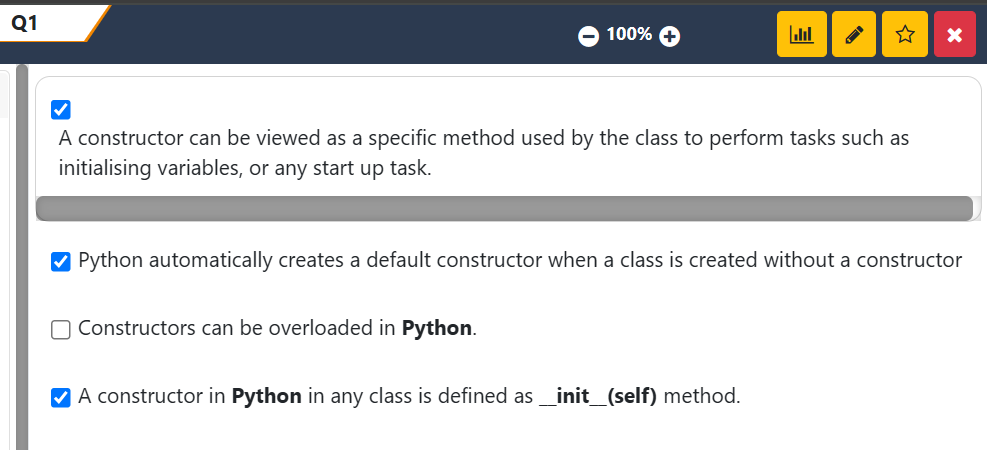 Q1
100%
A constructor can be viewed as a specific method used by the class to perform tasks such as
initialising variables, or any start up task.
Python automatically creates a default constructor when a class is created without a constructor
Constructors can be overloaded in Python.
A constructor in Python in any class is defined as __init__(self) method.